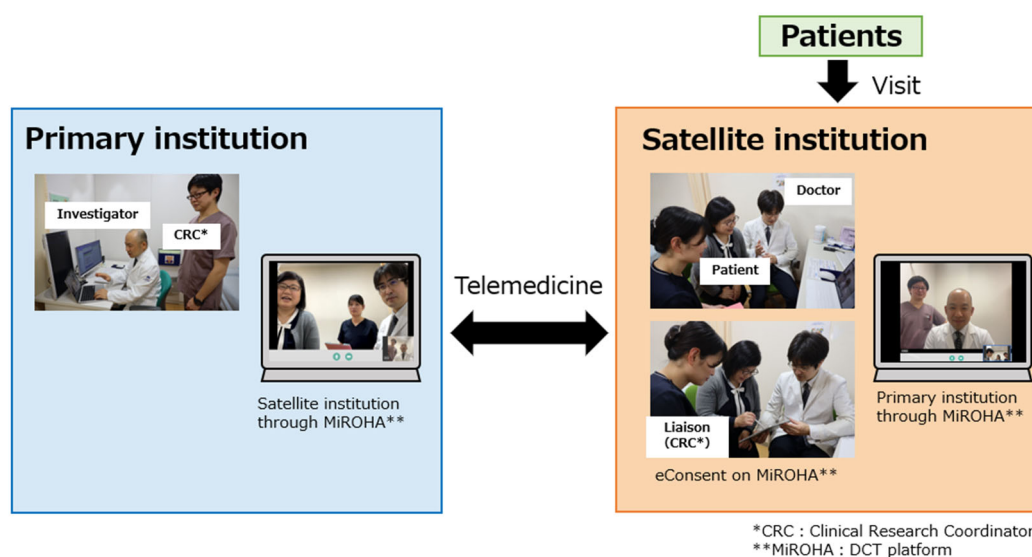 Patients
Visit
Primary institution
Investigator
CRC*
Satellite institution
through MiROHA**
Telemedicine
Satellite institution
Doctor
Patient
Liaison
(CRC*)
eConsent on MiROHA**
Primary institution
through MiROHA**
*CRC : Clinical Research Coordinator
**MiROHA : DCT platform